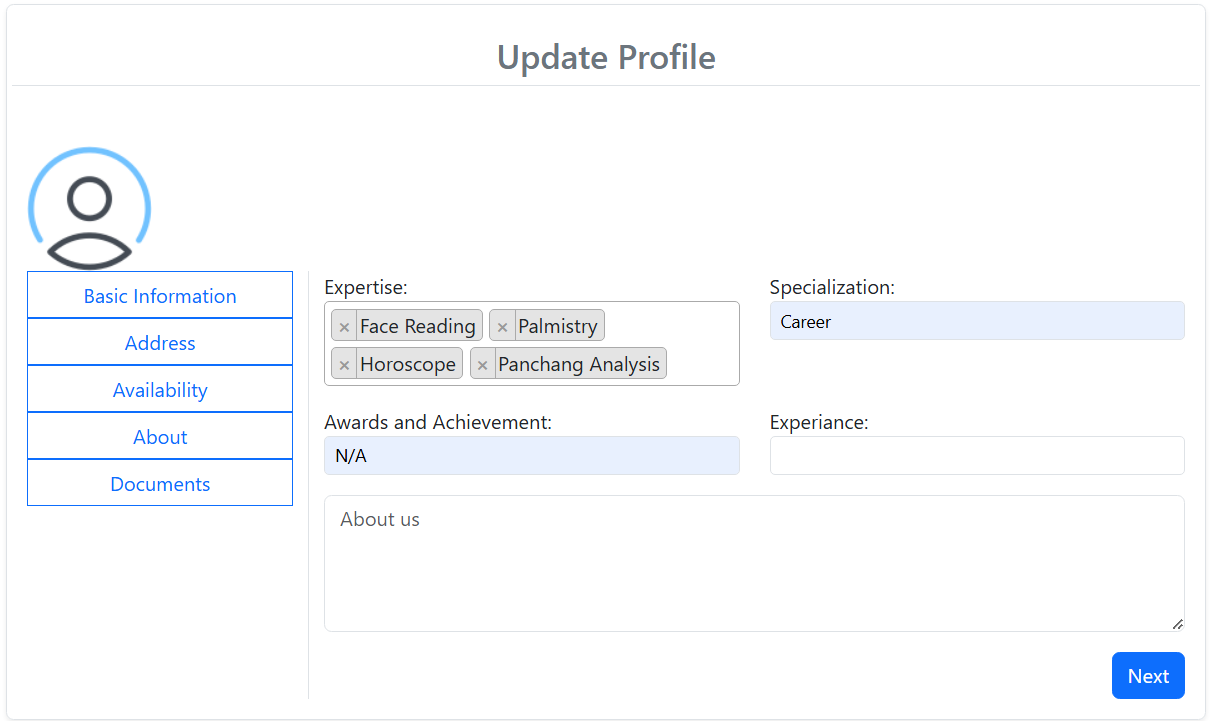 Update Profile
Basic Information
Address
Availability
About
Documents
Expertise:
× Face Reading × Palmistry
× Horoscope × Panchang Analysis
Specialization:
Career
Awards and Achievement:
N/A
Experiance:
About us
Next